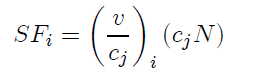 $SF_i = \left( \frac{v}{c_j} \right)_i (c_j N)$